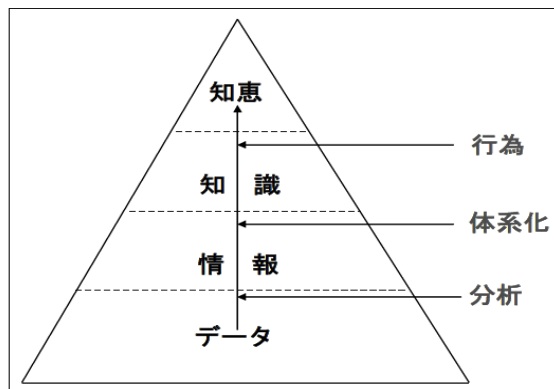 知恵
行為
知識
体系化
情報
分析
データ